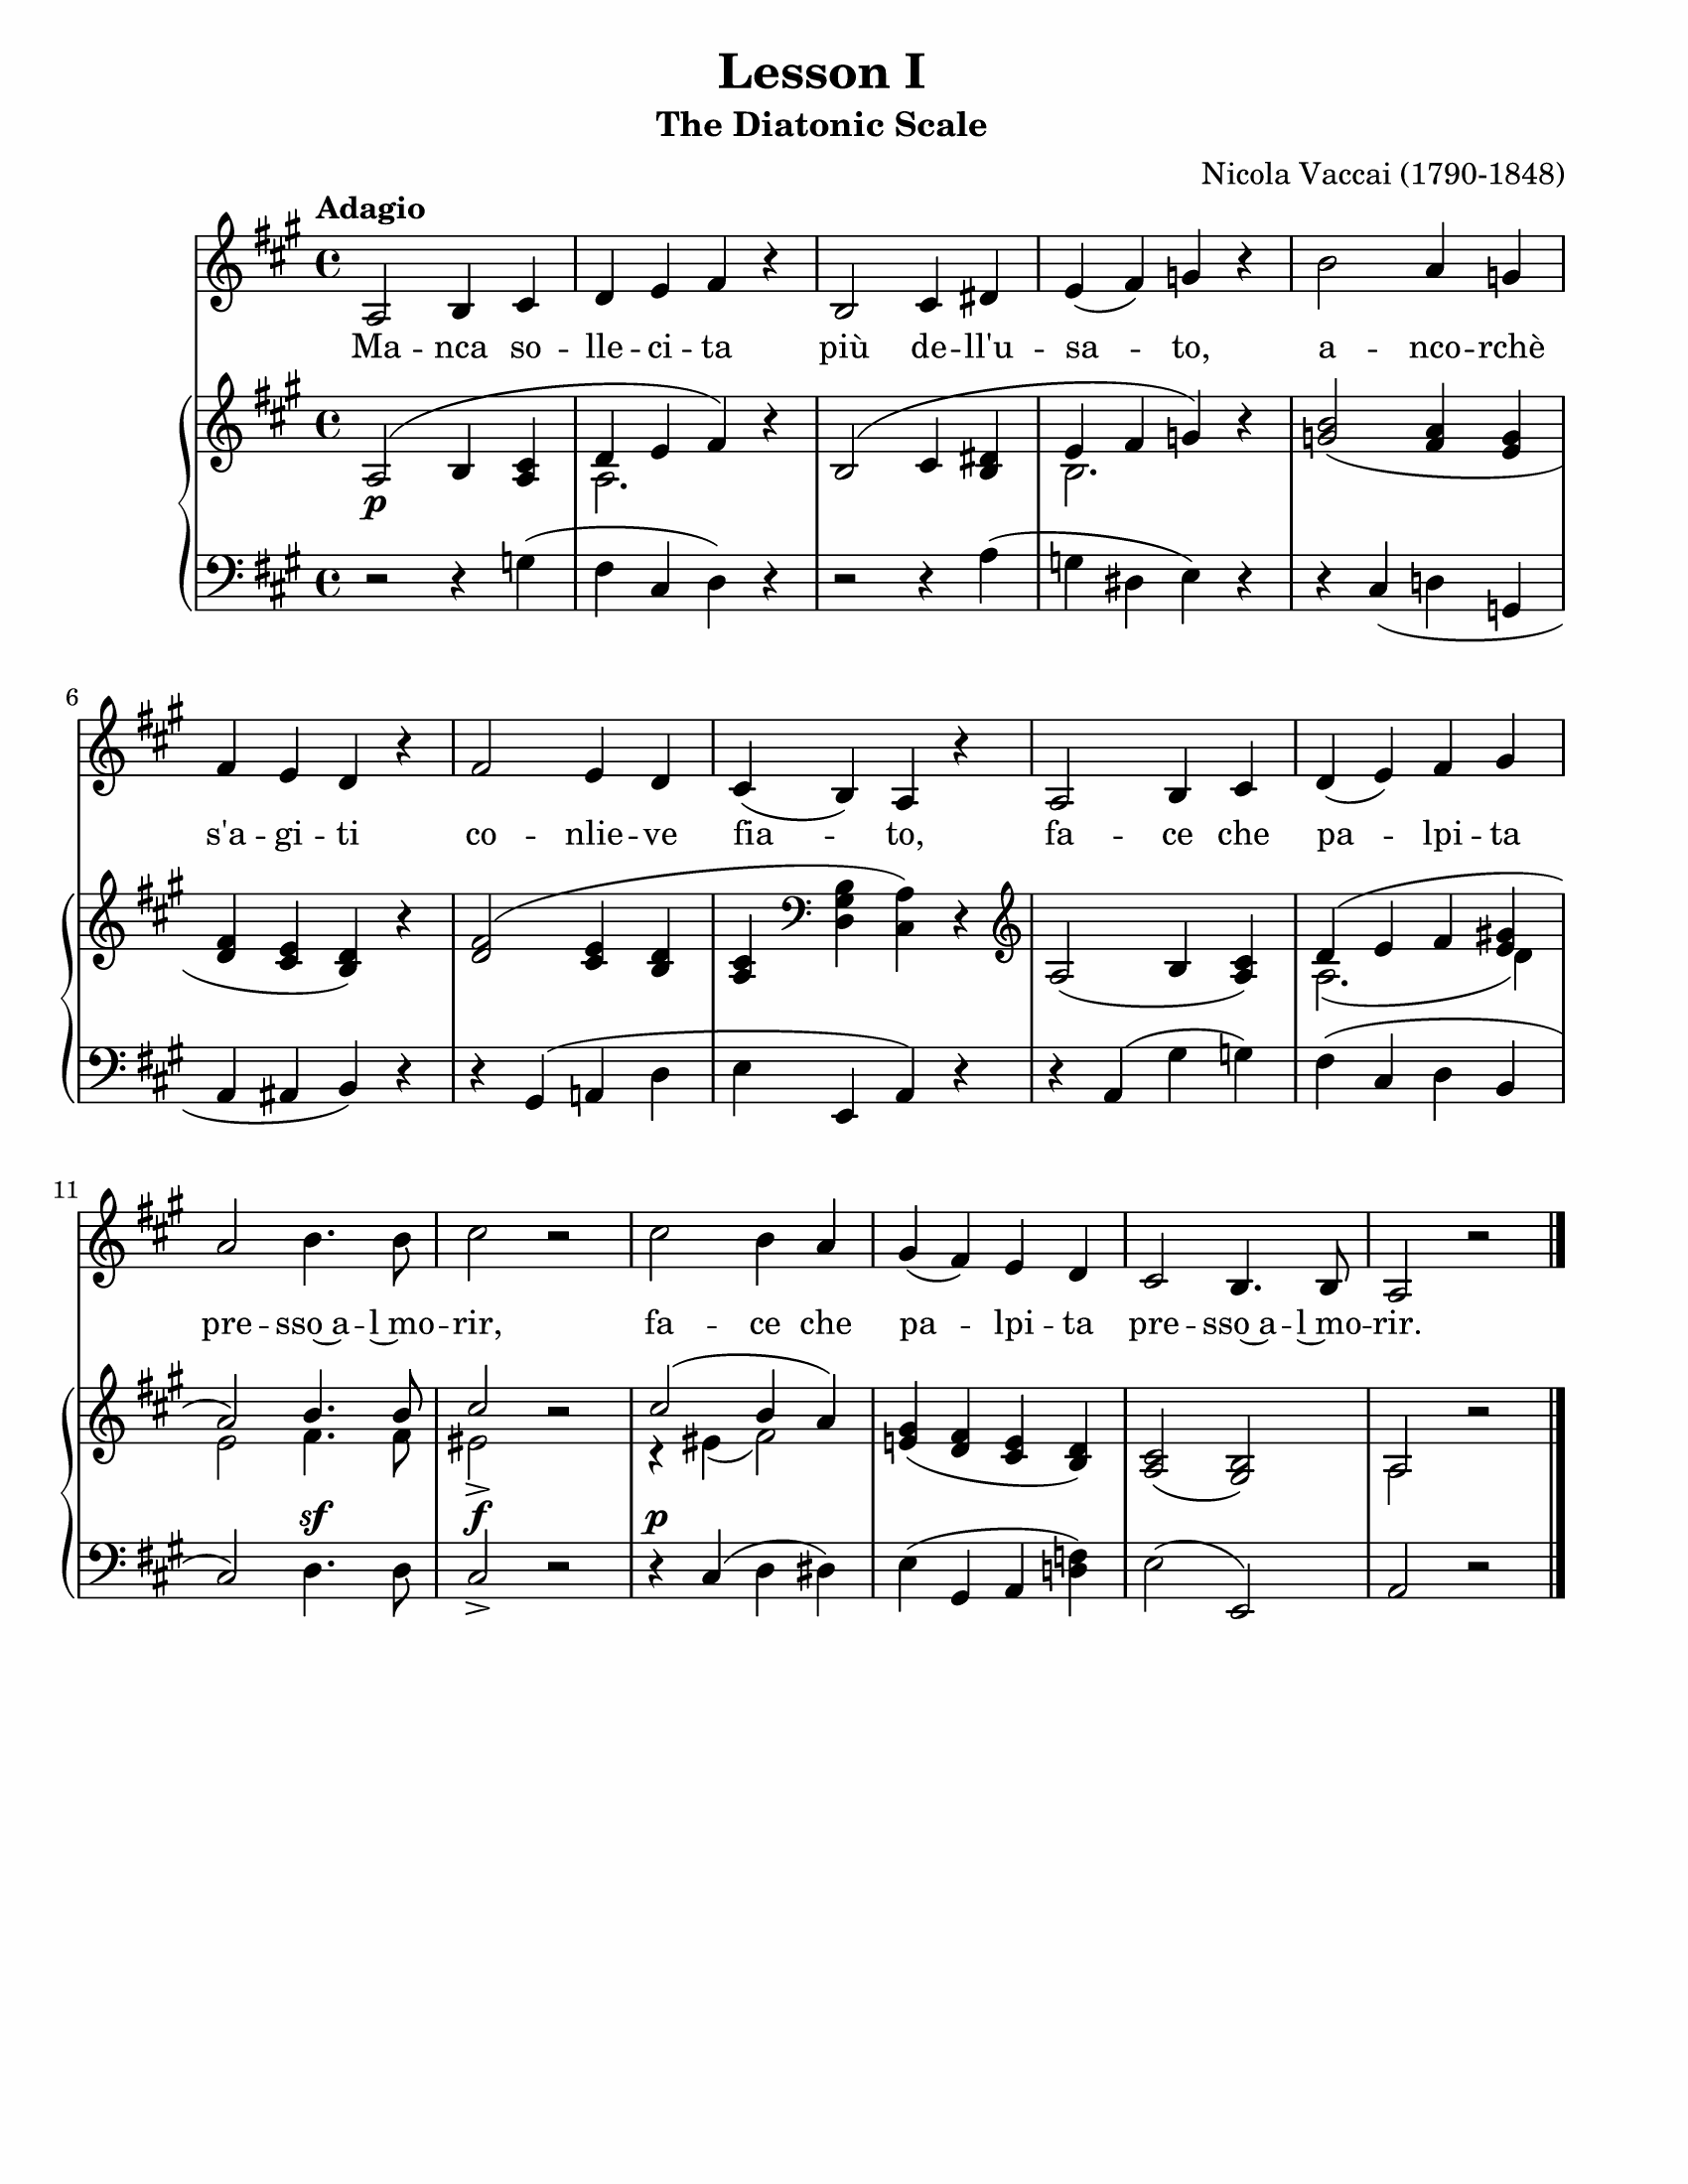 Lesson I
The Diatonic Scale
Nicola Vaccai (1790-1848)
Adagio
Ma - nca so - lle - ci - ta più de - ll'u - sa - to, a - nco - rchè
p
6
s'a - gi - ti co - nlie - ve fia - to, fa - ce che pa - lpi - ta
11
pre - sso‿a - l‿mo - rir, fa - ce che pa - lpi - ta pre - sso‿a - l‿mo - rir.
sf f p